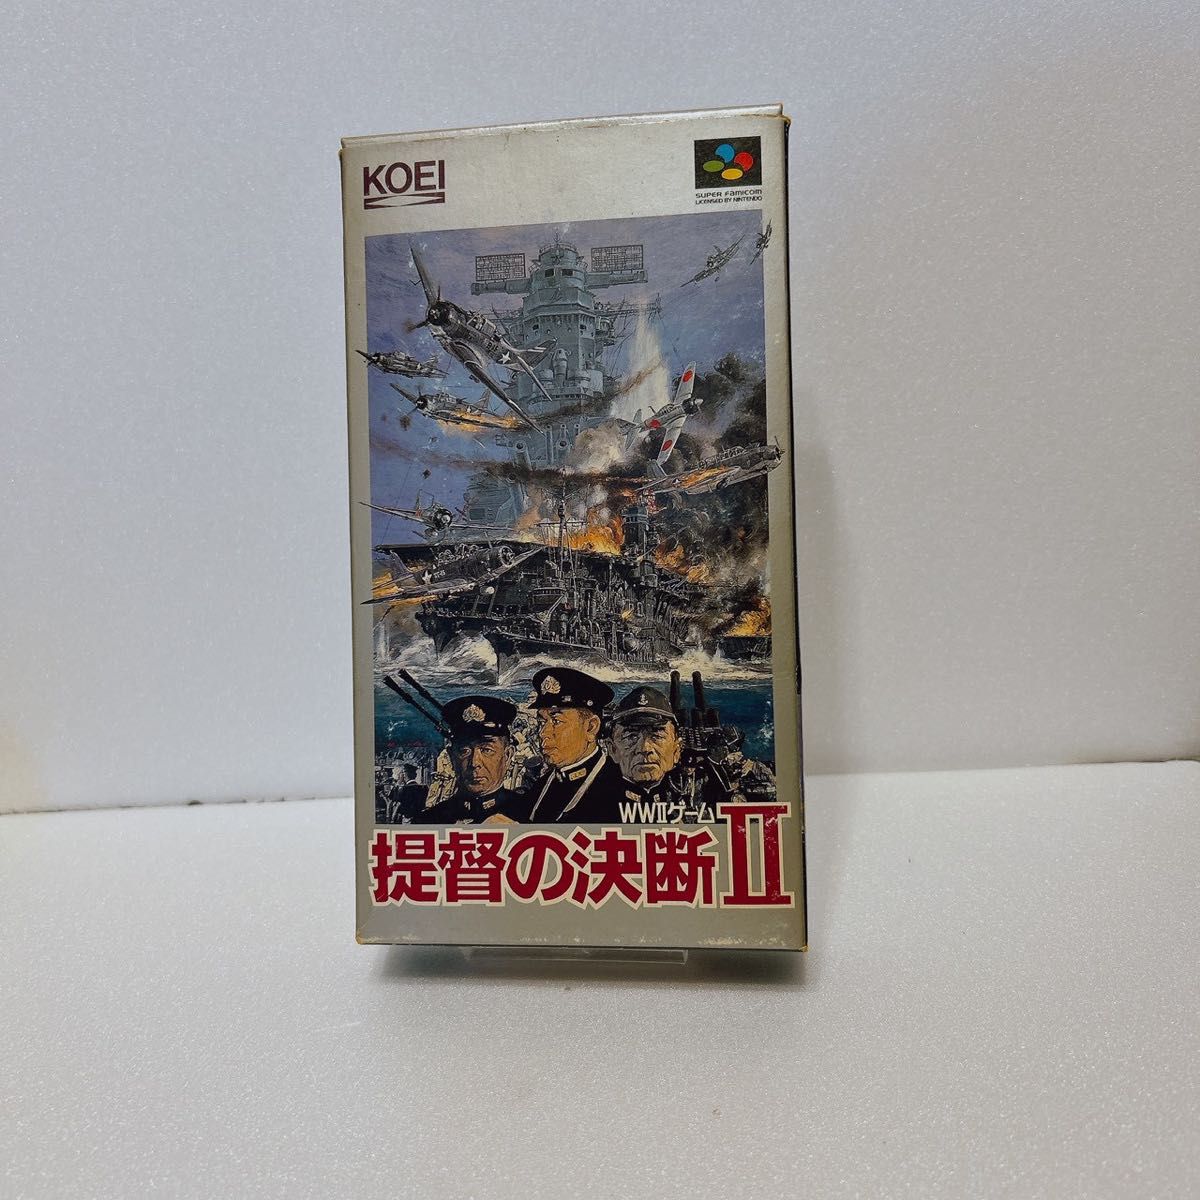 KOEI
SUPER FAMICOM
LICENSED BY NINTENDO
WWIIゲーム
提督の決断II